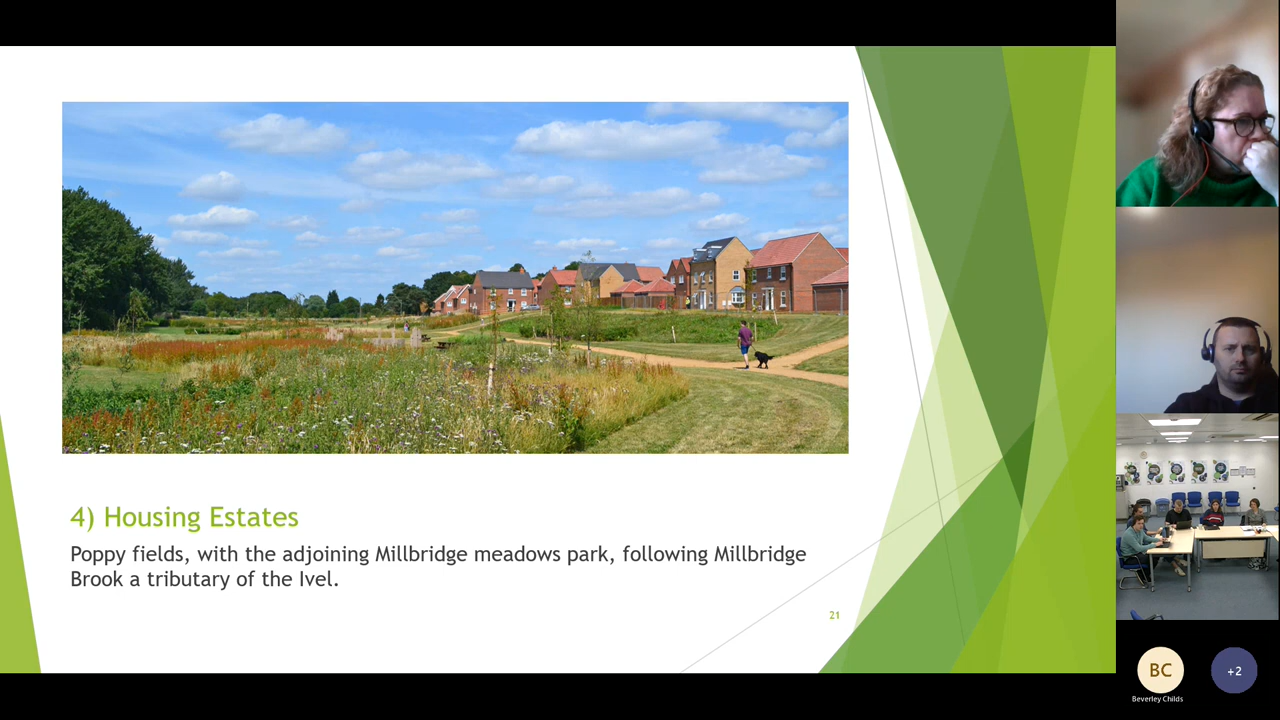 4) Housing Estates
Poppy fields, with the adjoining Millbridge meadows park, following Millbridge
Brook a tributary of the Ivel.
21
BC
+2
Beverley Childs